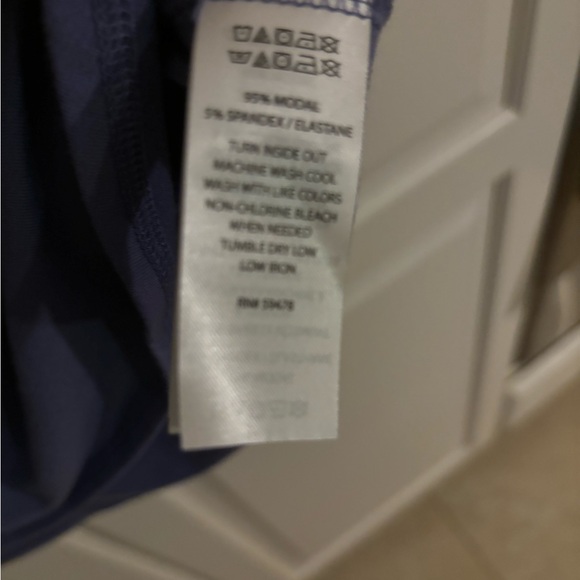 95% MODAL
5% SPANDEX / ELASTANE
TURN INSIDE OUT
MACHINE WASH COOL
WASH WITH LIKE COLORS
NON-CHLORINE BLEACH
WHEN NEEDED
TUMBLE DRY LOW
LOW IRON
RN# 59478